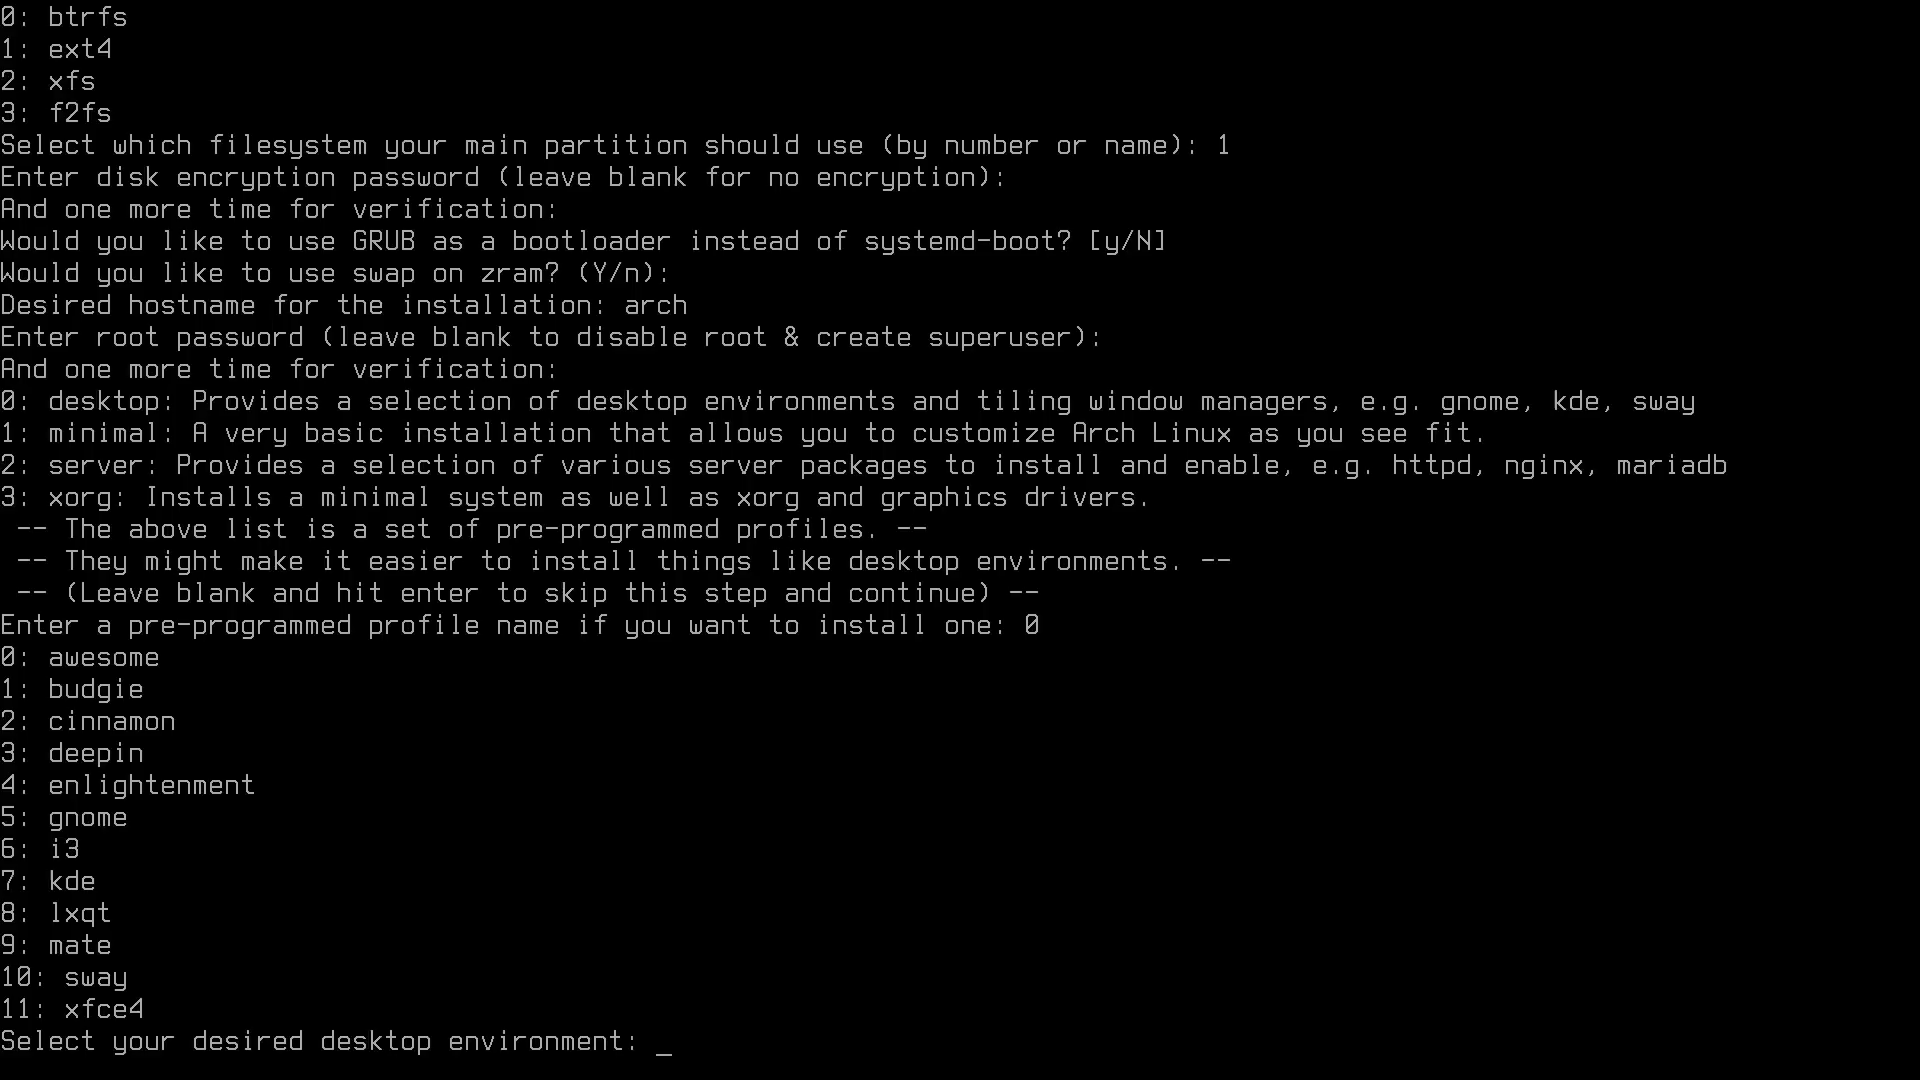 0: btrfs
1: ext4
2: xfs
3: f2fs
Select which filesystem your main partition should use (by number or name): 1
Enter disk encryption password (leave blank for no encryption):
And one more time for verification:
Would you like to use GRUB as a bootloader instead of systemd-boot? [y/N]
Would you like to use swap on zram? (Y/n):
Desired hostname for the installation: arch
Enter root password (leave blank to disable root & create superuser):
And one more time for verification:
0: desktop: Provides a selection of desktop environments and tiling window managers, e.g. gnome, kde, sway
1: minimal: A very basic installation that allows you to customize Arch Linux as you see fit.
2: server: Provides a selection of various server packages to install and enable, e.g. httpd, nginx, mariadb
3: xorg: Installs a minimal system as well as xorg and graphics drivers.
 -- The above list is a set of pre-programmed profiles. --
 -- They might make it easier to install things like desktop environments. --
 -- (Leave blank and hit enter to skip this step and continue) --
Enter a pre-programmed profile name if you want to install one: 0
0: awesome
1: budgie
2: cinnamon
3: deepin
4: enlightenment
5: gnome
6: i3
7: kde
8: lxqt
9: mate
10: sway
11: xfce4
Select your desired desktop environment: _